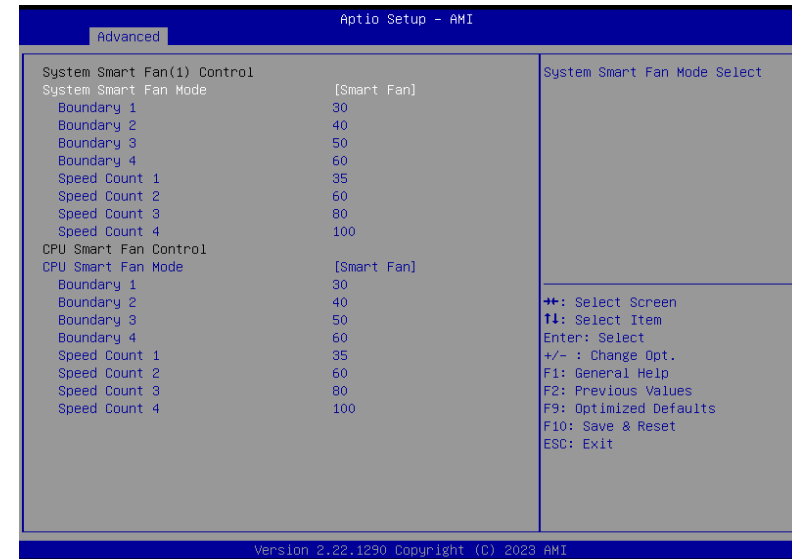 Aptio Setup – AMI
Advanced
System Smart Fan(1) Control
System Smart Fan Mode [Smart Fan]
Boundary 1 30
Boundary 2 40
Boundary 3 50
Boundary 4 60
Speed Count 1 35
Speed Count 2 60
Speed Count 3 80
Speed Count 4 100
CPU Smart Fan Control
CPU Smart Fan Mode [Smart Fan]
Boundary 1 30
Boundary 2 40
Boundary 3 50
Boundary 4 60
Speed Count 1 35
Speed Count 2 60
Speed Count 3 80
Speed Count 4 100
System Smart Fan Mode Select
→←: Select Screen
↑↓: Select Item
Enter: Select
+/- : Change Opt.
F1: General Help
F2: Previous Values
F9: Optimized Defaults
F10: Save & Reset
ESC: Exit
Version 2.22.1290 Copyright (C) 2023 AMI